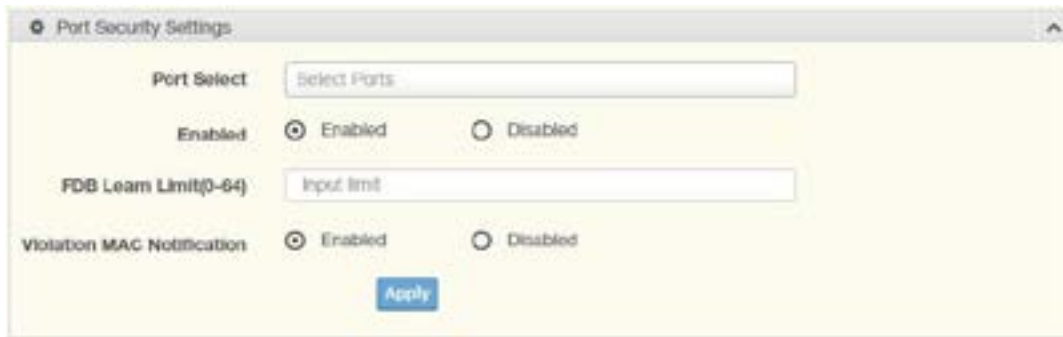 Port Security Settings
Port Select Select Ports
Enabled Enabled Disabled
FDB Learn Limit(0-64) Input limit
Violation MAC Notification Enabled Disabled
Apply